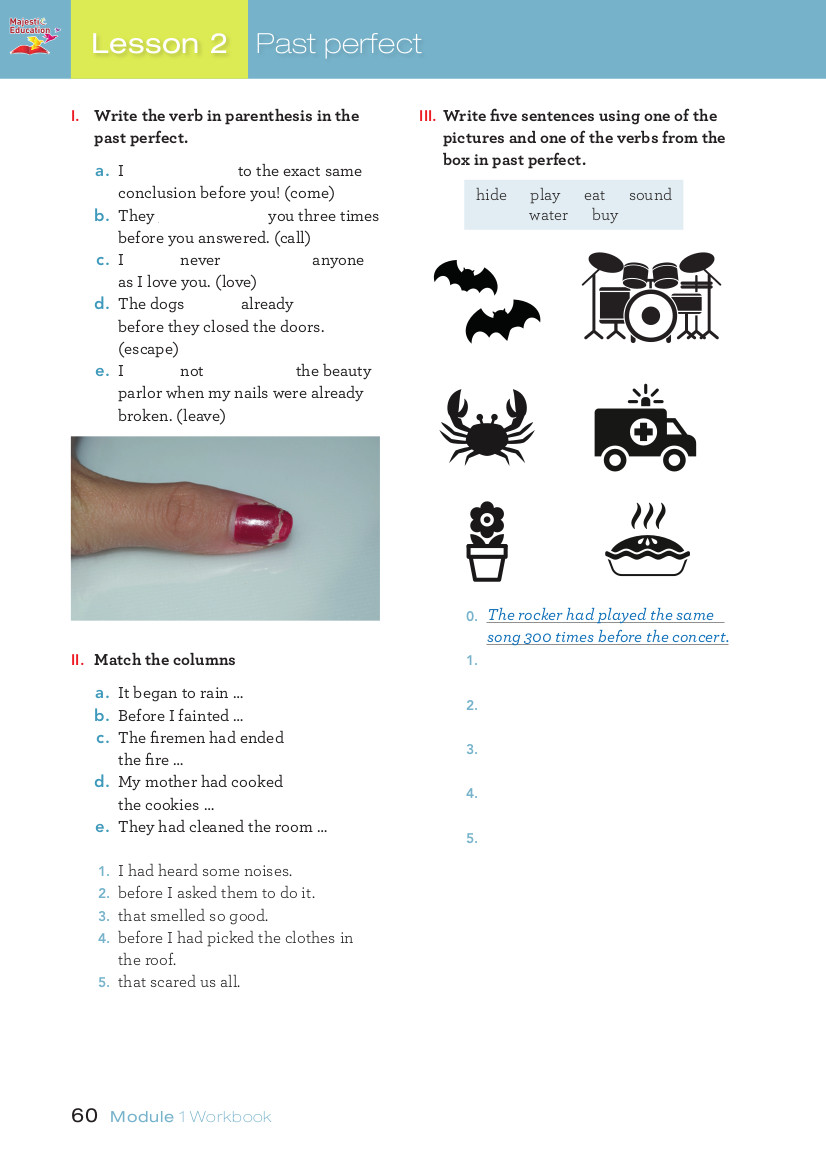 Majestic
Education
Lesson 2 Past perfect
I. Write the verb in parenthesis in the
past perfect.
a. I to the exact same
conclusion before you! (come)
b. They you three times
before you answered. (call)
c. I never anyone
as I love you. (love)
d. The dogs already
before they closed the doors.
(escape)
e. I not the beauty
parlor when my nails were already
broken. (leave)
II. Match the columns
a. It began to rain ...
b. Before I fainted ...
c. The firemen had ended
the fire ...
d. My mother had cooked
the cookies ...
e. They had cleaned the room ...
1. I had heard some noises.
2. before I asked them to do it.
3. that smelled so good.
4. before I had picked the clothes in
the roof.
5. that scared us all.
III. Write five sentences using one of the
pictures and one of the verbs from the
box in past perfect.
hide play eat sound
water buy
0. The rocker had played the same
song 300 times before the concert.
1.
2.
3.
4.
5.
60 Module 1 Workbook